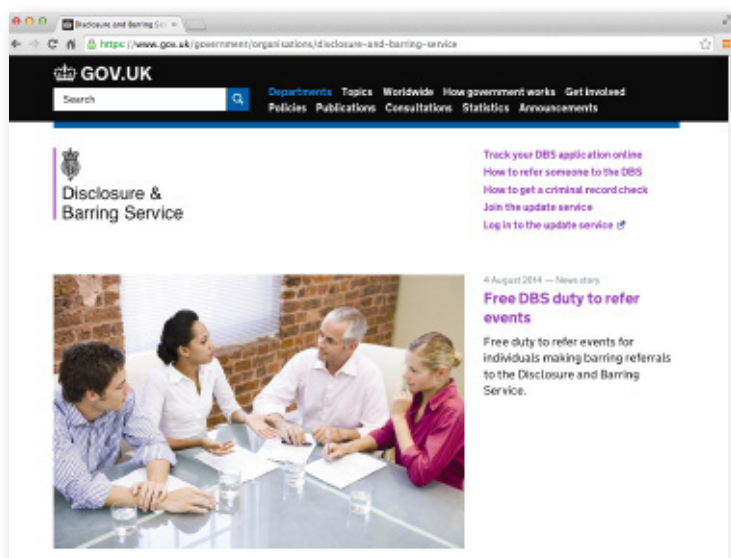 Disclosure and Barring Ser
https://www.gov.uk/government/organisations/disclosure-and-barring-service
GOV.UK
Search
Departments Topics Worldwide How government works Get involved
Policies Publications Consultations Statistics Announcements
Disclosure &
Barring Service
Track your DBS application online
How to refer someone to the DBS
How to get a criminal record check
Join the update service
Log in to the update service
4 August 2014 — News story
Free DBS duty to refer
events
Free duty to refer events for
individuals making barring referrals
to the Disclosure and Barring
Service.